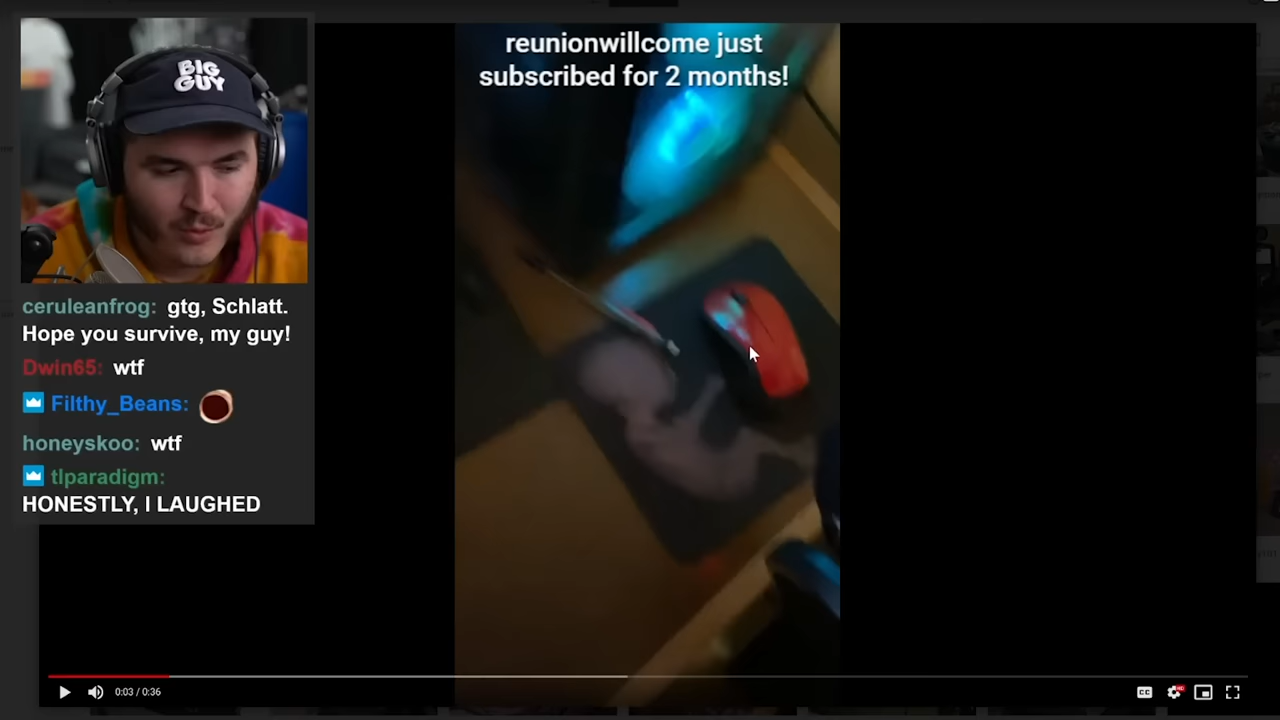 BIG
GUY
reunionwillcome just
subscribed for 2 months!
ceruleanfrog: gtg, Schlatt.
Hope you survive, my guy!
Dwin65: wtf
Filthy_Beans:
honeyskoo: wtf
tlparadigm:
HONESTLY, I LAUGHED
0:03 / 0:36
CC